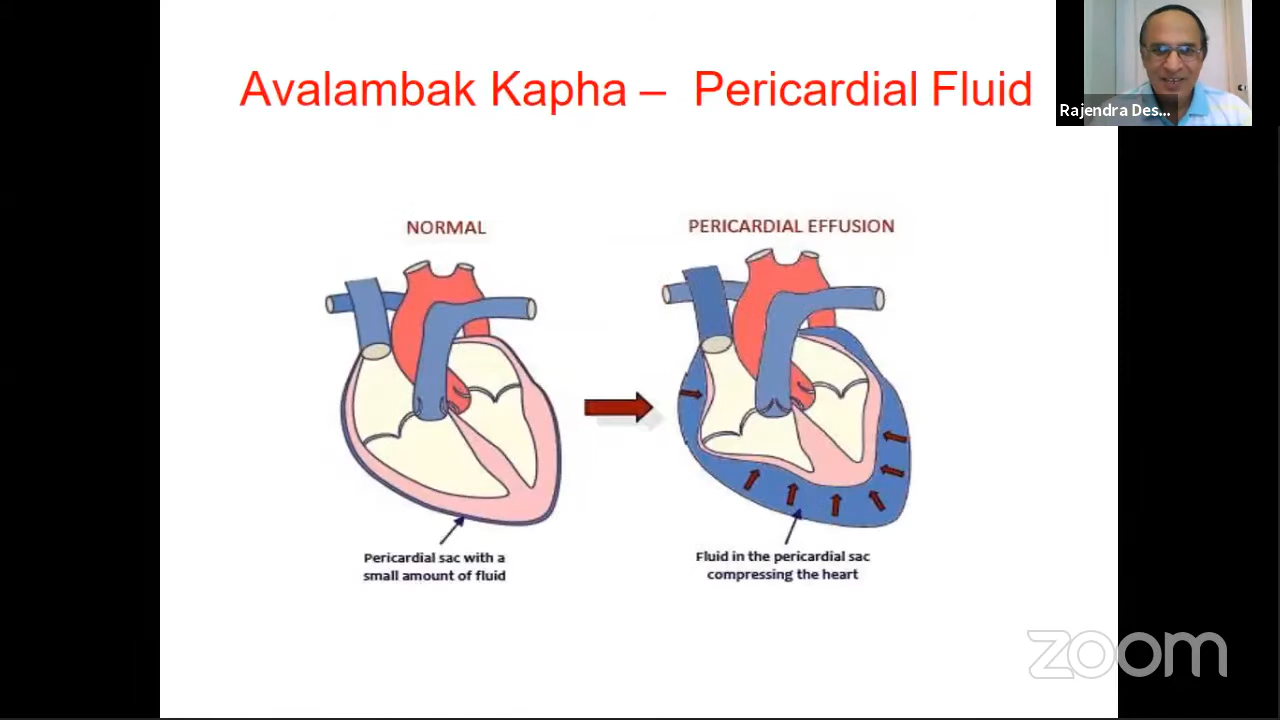 Avalambak Kapha – Pericardial Fluid
Rajendra Des...
NORMAL
PERICARDIAL EFFUSION
Pericardial sac with a
small amount of fluid
Fluid in the pericardial sac
compressing the heart
zoom